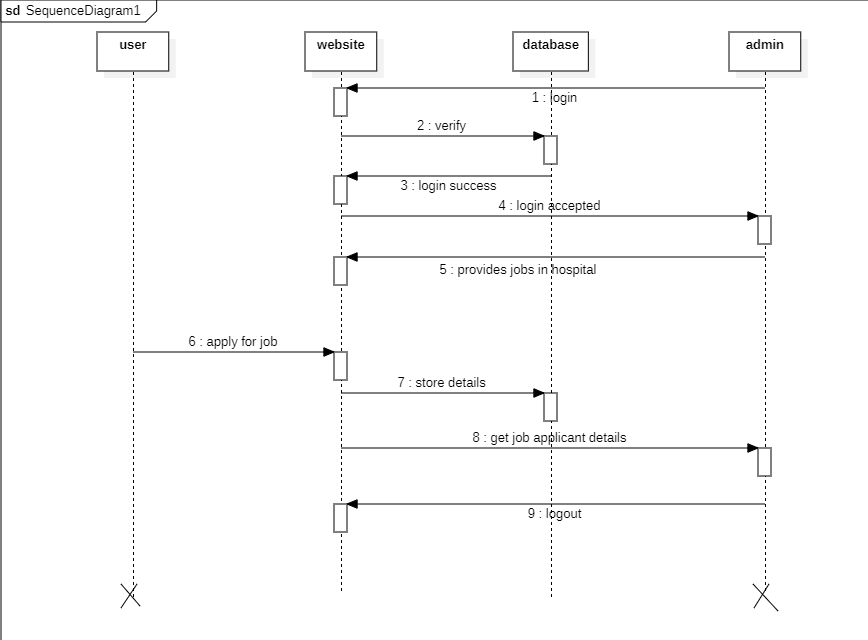 sd SequenceDiagram1
user
website
database
admin
1 : login
2 : verify
3 : login success
4 : login accepted
5 : provides jobs in hospital
6 : apply for job
7 : store details
8 : get job applicant details
9 : logout